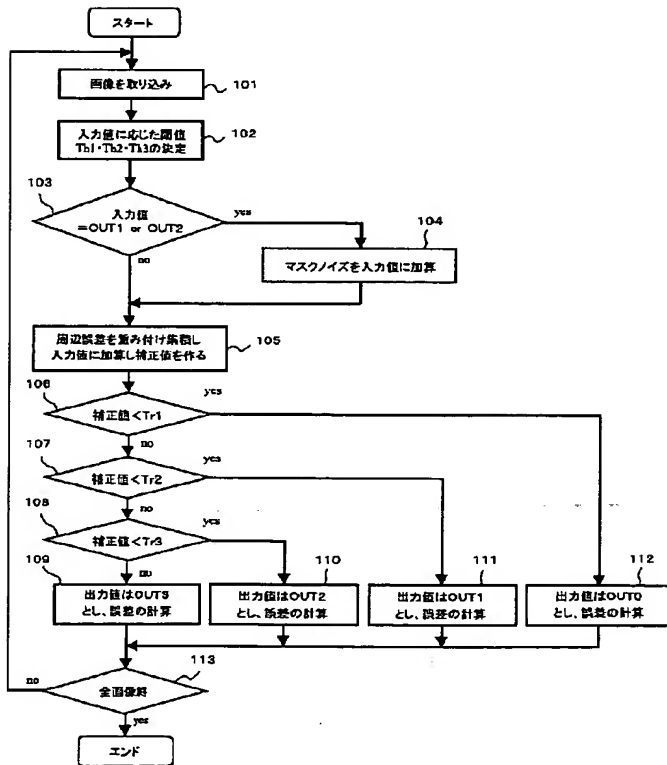 スタート
画像を取り込み
101
入力値に応じた閾値
Th1・Th2・Th3の決定
102
103
入力値
=OUT1 or OUT2
yes
no
104
マスクノイズを入力値に加算
周辺誤差を重み付け集積し
入力値に加算し補正値を作る
105
106
補正値<Tr1
yes
no
107
補正値<Tr2
yes
no
108
補正値<Tr3
yes
no
109
出力値はOUT3
とし、誤差の計算
110
出力値はOUT2
とし、誤差の計算
111
出力値はOUT1
とし、誤差の計算
112
出力値はOUT0
とし、誤差の計算
113
全画像終
no
yes
エンド